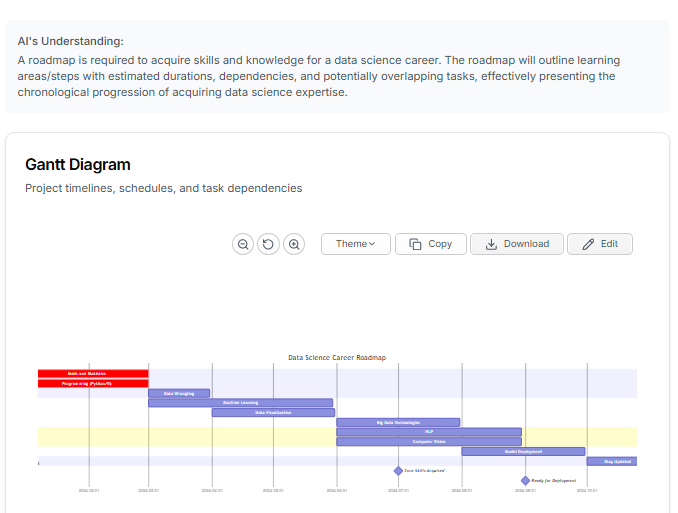 AI's Understanding:
A roadmap is required to acquire skills and knowledge for a data science career. The roadmap will outline learning
areas/steps with estimated durations, dependencies, and potentially overlapping tasks, effectively presenting the
chronological progression of acquiring data science expertise.
Gantt Diagram
Project timelines, schedules, and task dependencies
Theme
Copy
Download
Edit
Data Science Career Roadmap
Math and Statistics
Programming (Python/R)
Data Wrangling
Machine Learning
Data Visualization
Big Data Technologies
NLP
Computer Vision
Model Deployment
Stay Updated
Core Skills Acquired
Ready for Deployment
2024-02-01 2024-03-01 2024-04-01 2024-05-01 2024-06-01 2024-07-01 2024-08-01 2024-09-01 2024-10-01